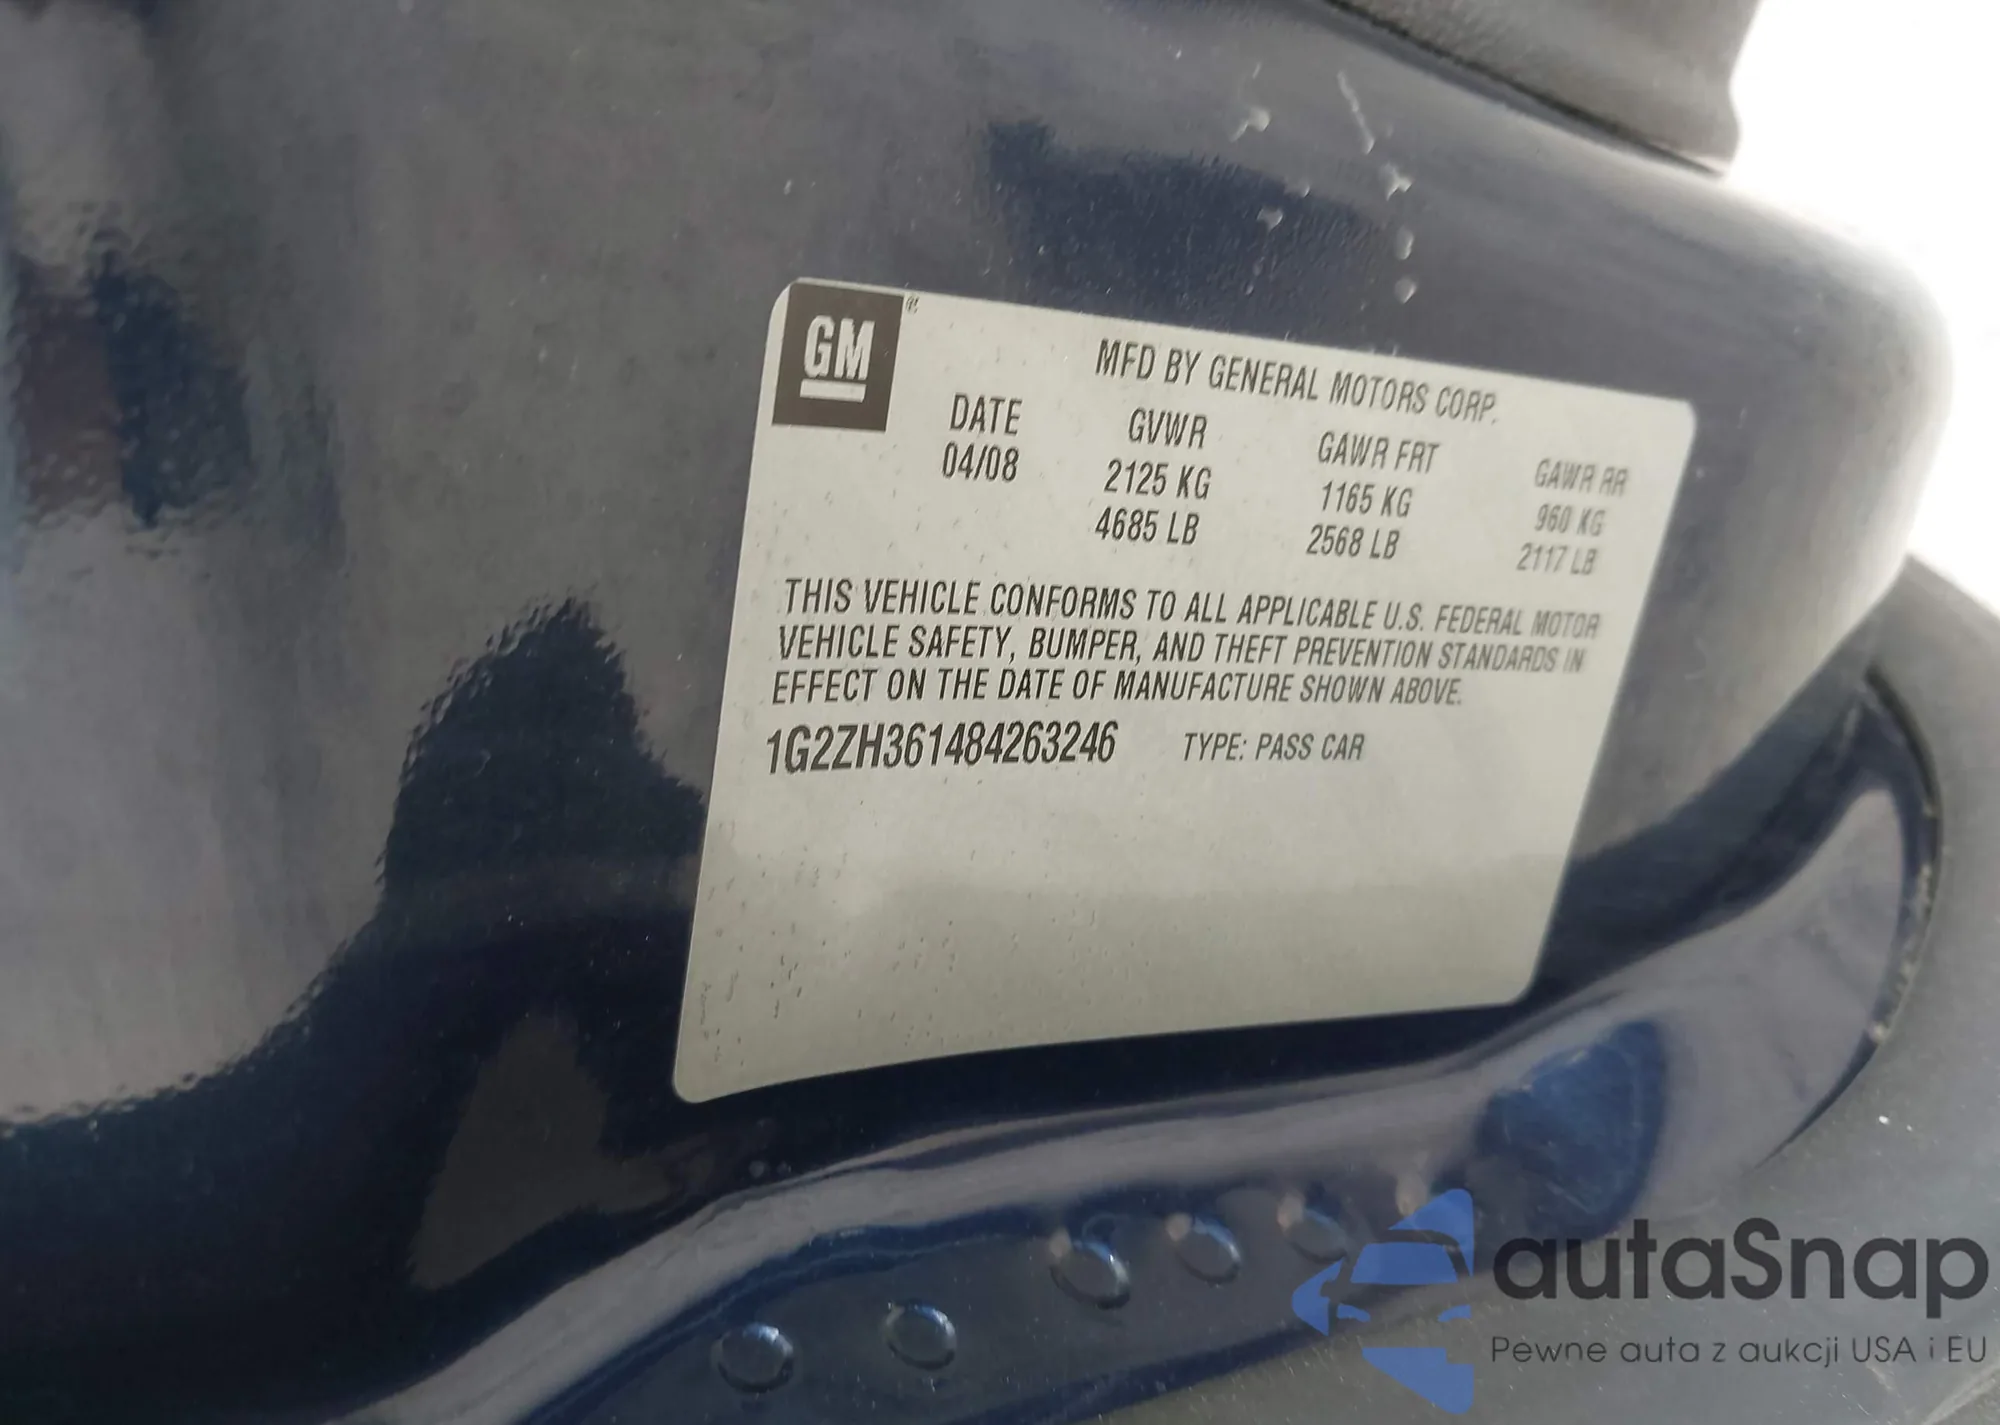 GM®
MFD BY GENERAL MOTORS CORP.
DATE GVWR GAWR FRT GAWR RR
04/08 2125 KG 1165 KG 960 KG
4685 LB 2568 LB 2117 LB
THIS VEHICLE CONFORMS TO ALL APPLICABLE U.S. FEDERAL MOTOR
VEHICLE SAFETY, BUMPER, AND THEFT PREVENTION STANDARDS IN
EFFECT ON THE DATE OF MANUFACTURE SHOWN ABOVE.
1G2ZH361484263246 TYPE: PASS CAR
autaSnap
Pewne auta z aukcji USA i EU